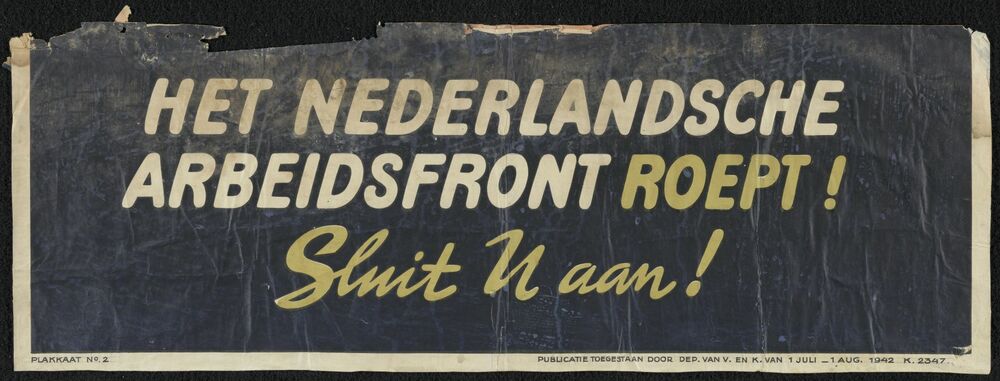 HET NEDERLANDSCHE
ARBEIDSFRONT ROEPT!
Sluit U aan!
PLAKKAAT No. 2
PUBLICATIE TOEGESTAAN DOOR DEP. VAN V. EN K. VAN 1 JULI - 1 AUG. 1942 K. 2347.